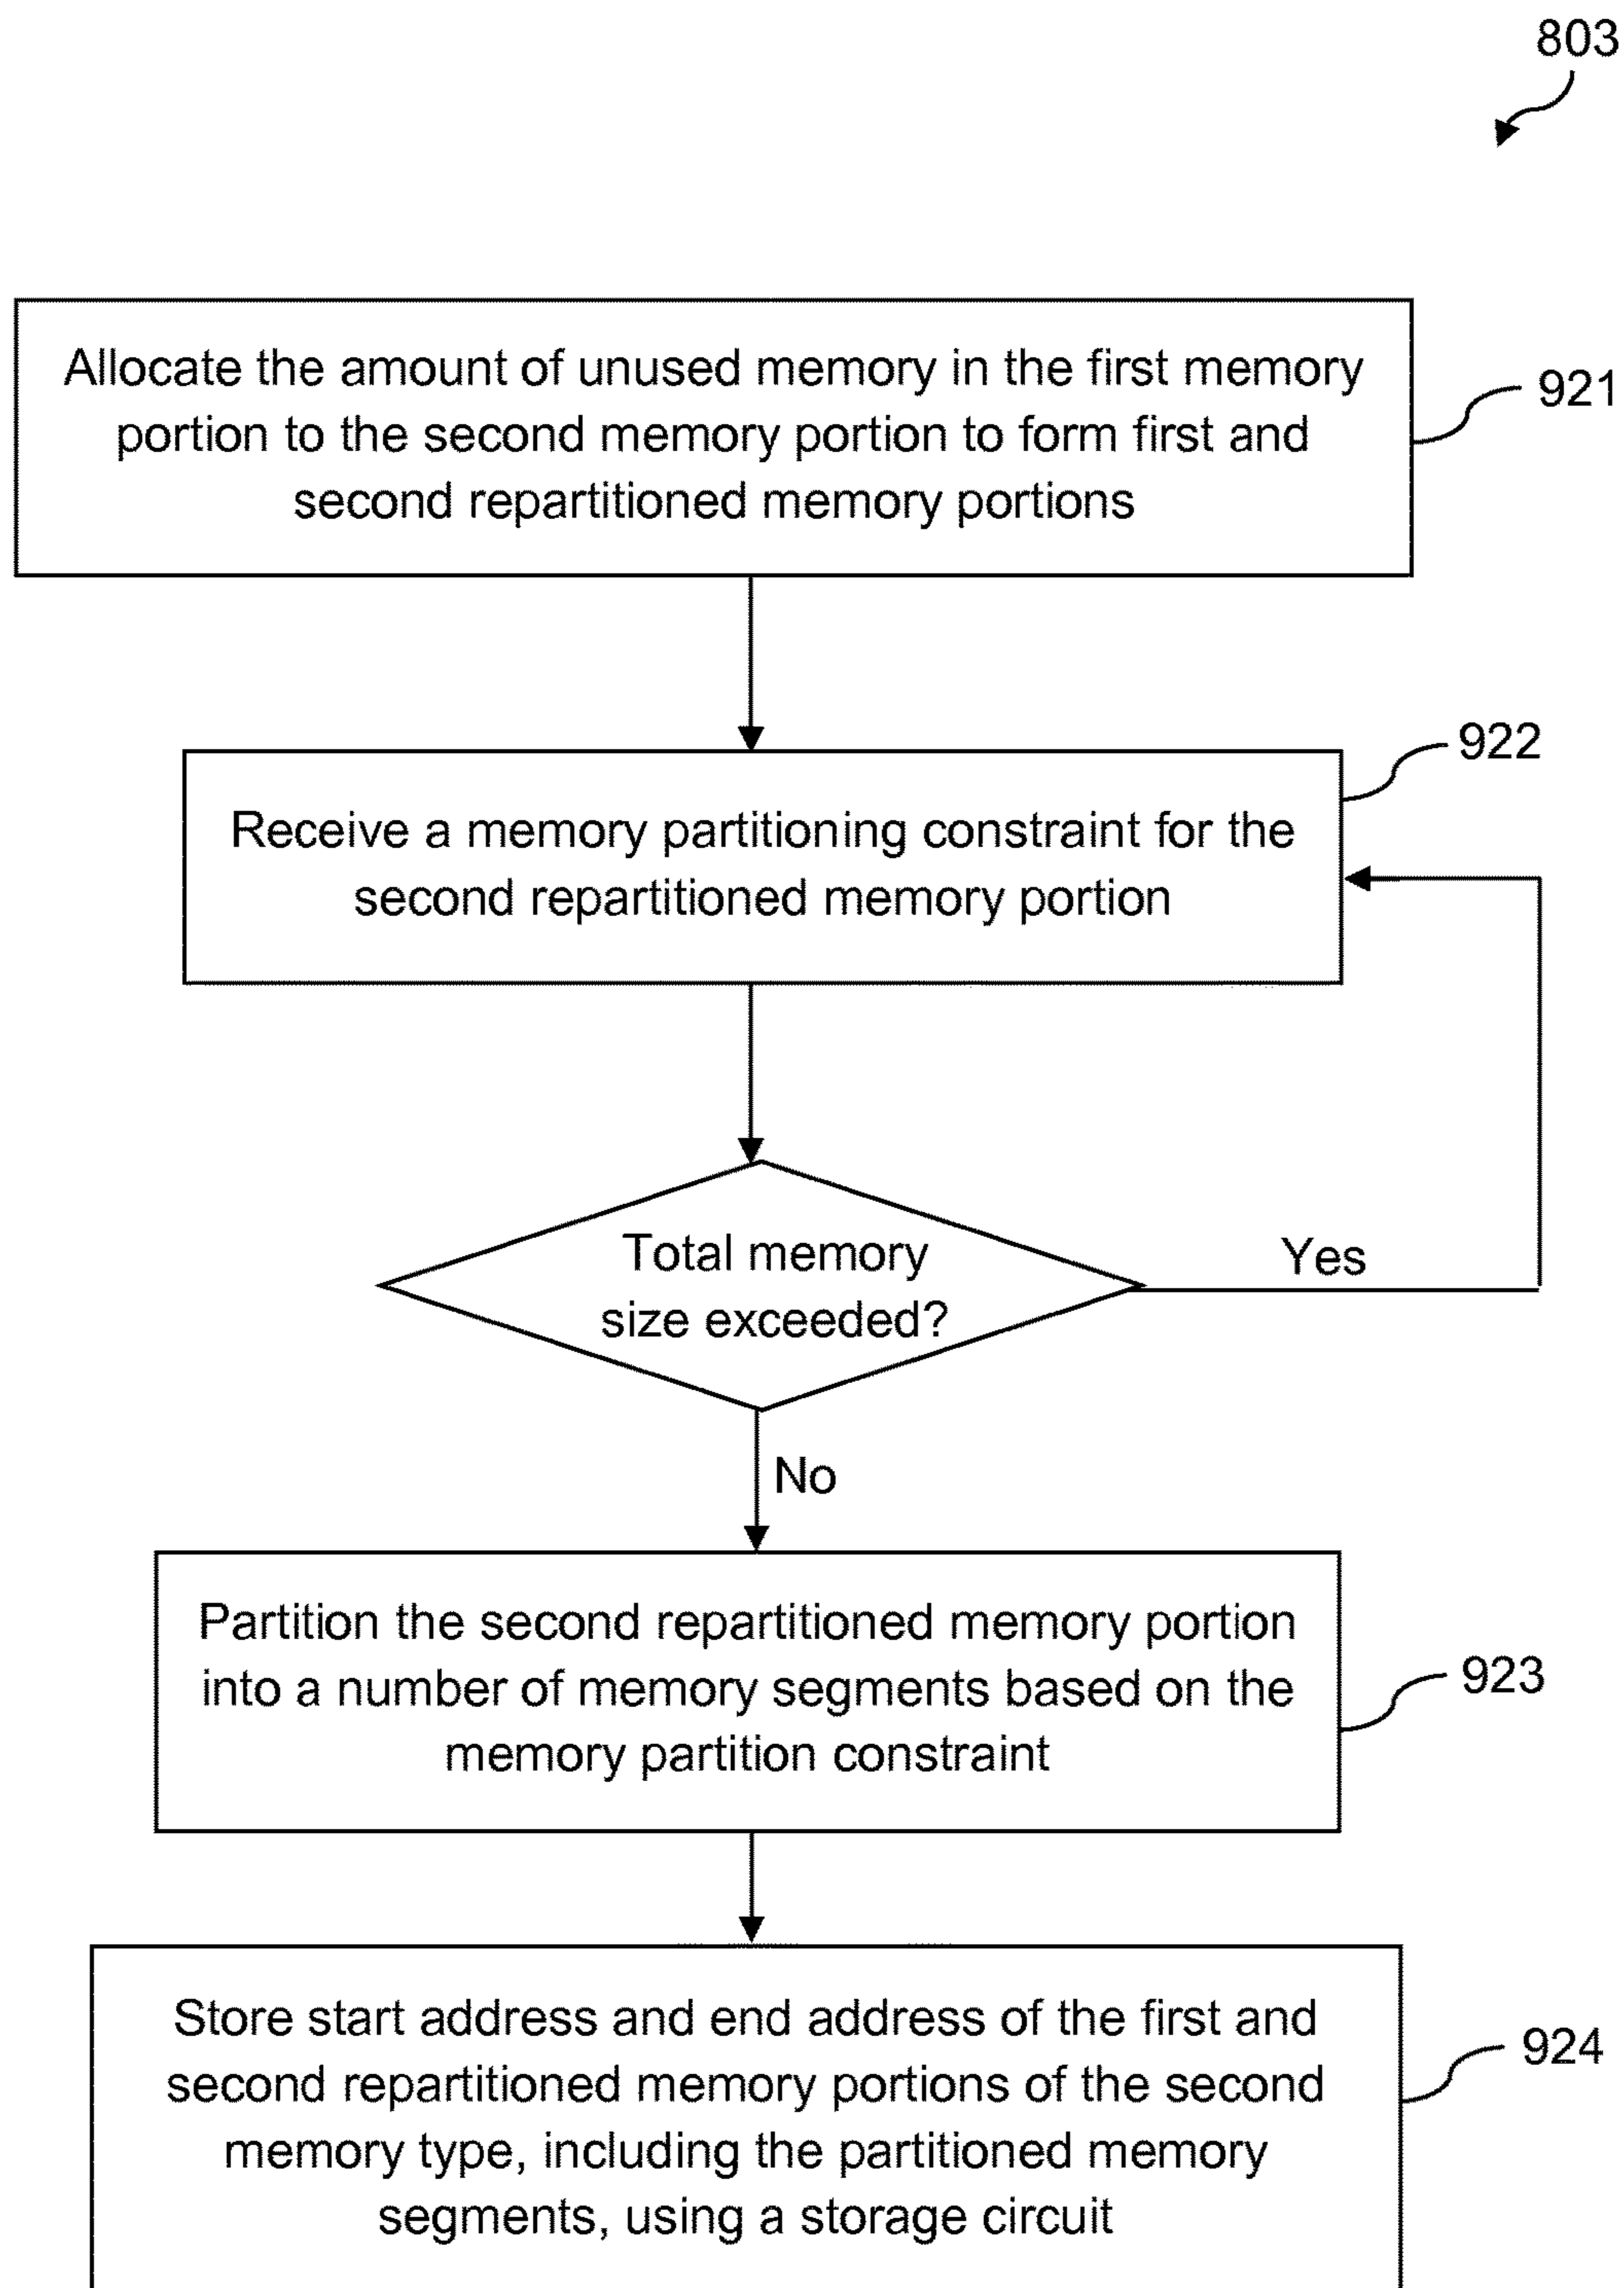 803
Allocate the amount of unused memory in the first memory
portion to the second memory portion to form first and
second repartitioned memory portions
921
922
Receive a memory partitioning constraint for the
second repartitioned memory portion
Total memory
size exceeded?
Yes
No
Partition the second repartitioned memory portion
into a number of memory segments based on the
memory partition constraint
923
Store start address and end address of the first and
second repartitioned memory portions of the second
memory type, including the partitioned memory
segments, using a storage circuit
924